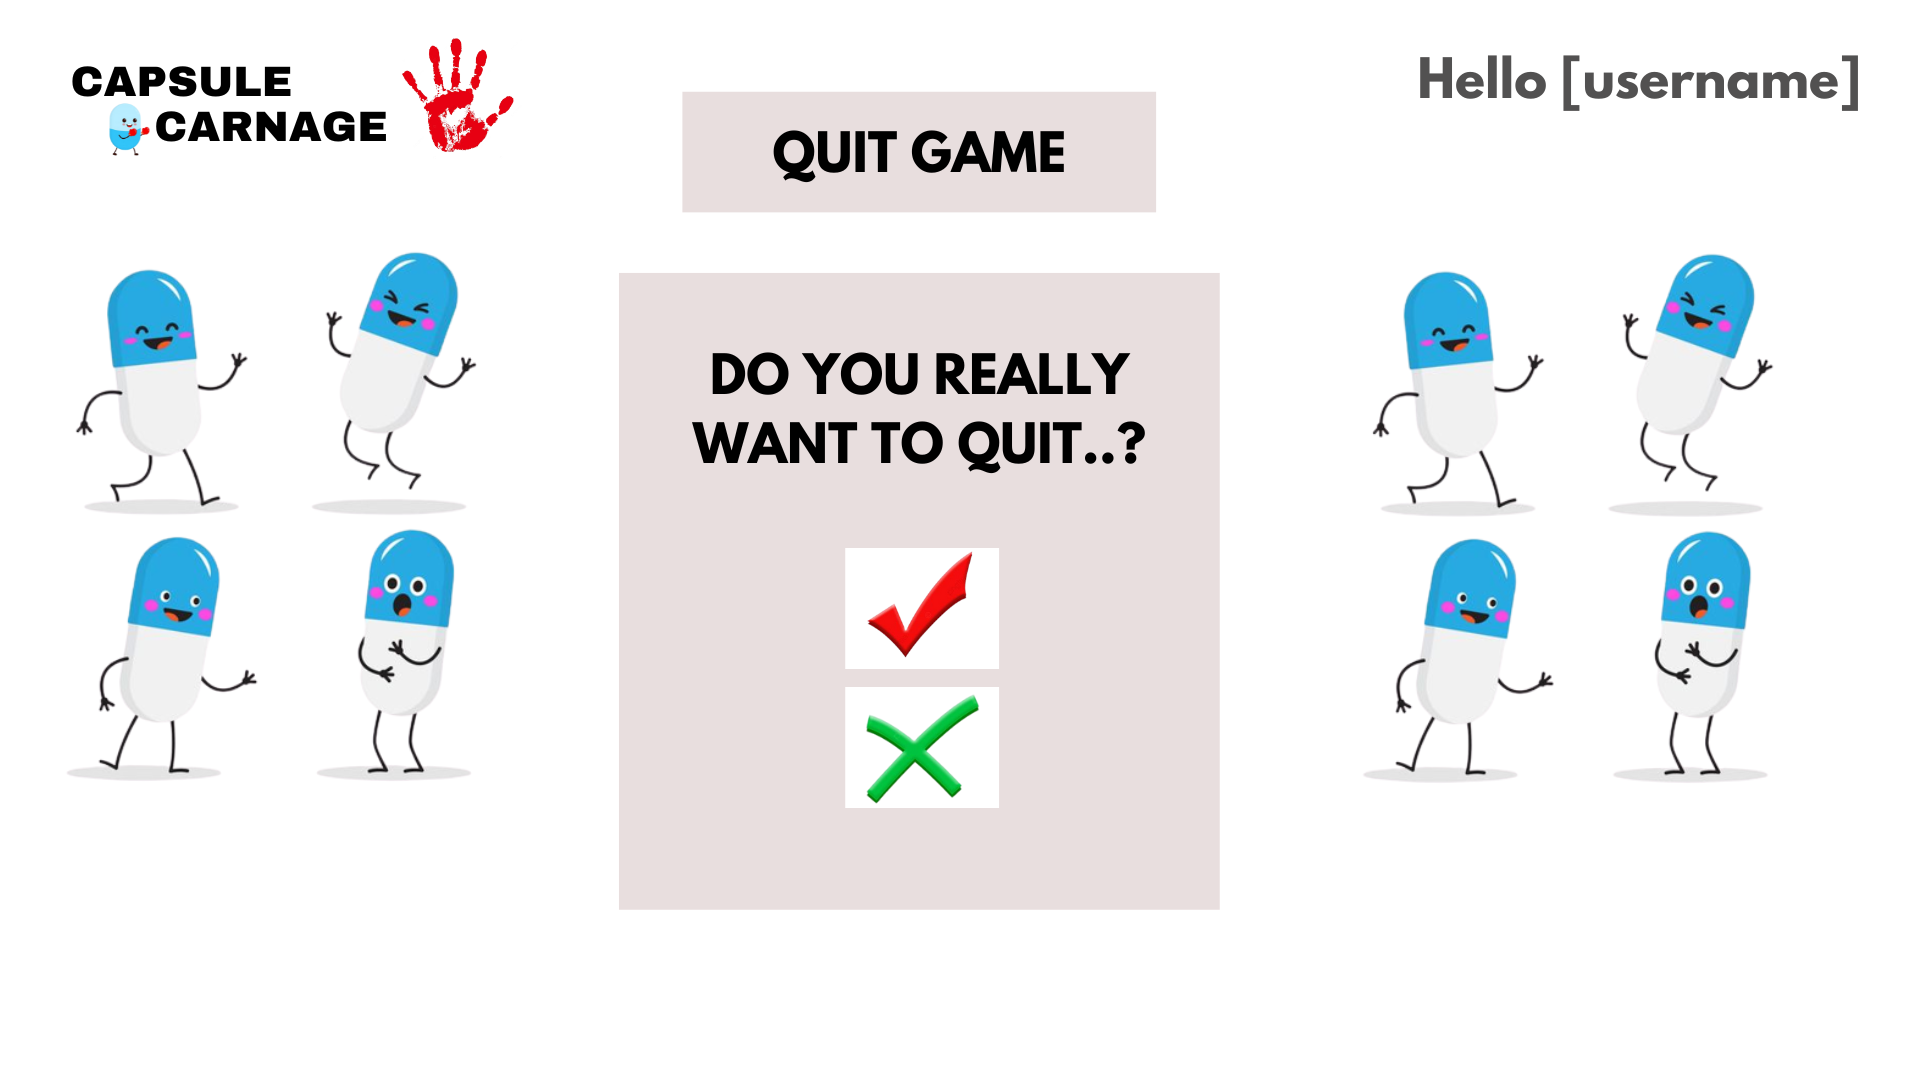 CAPSULE
CARNAGE
Hello [username]
QUIT GAME
DO YOU REALLY
WANT TO QUIT..?